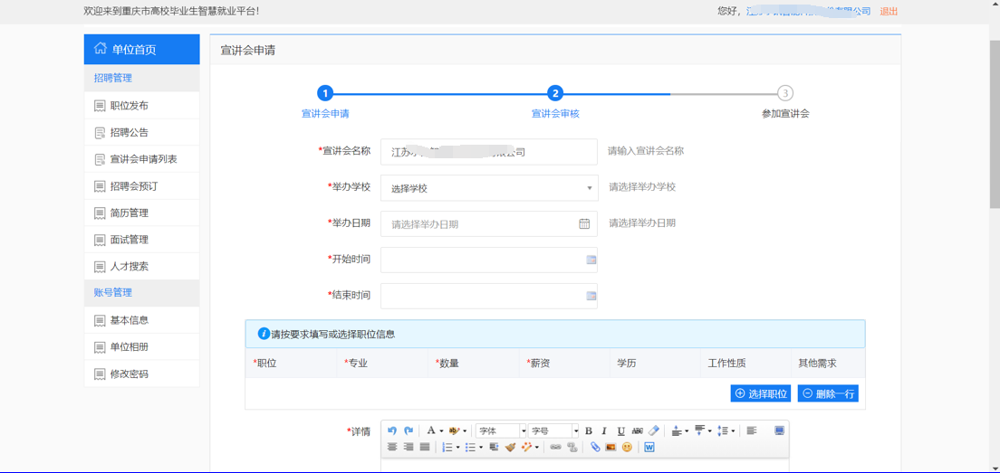 欢迎来到重庆市高校毕业生智慧就业平台!
您好, 江苏 公司 退出
单位首页
招聘管理
职位发布
招聘公告
宣讲会申请列表
招聘会预订
简历管理
面试管理
人才搜索
账号管理
基本信息
单位相册
修改密码
宣讲会申请
1 2 3
宣讲会申请 宣讲会审核 参加宣讲会
*宣讲会名称 江苏 有限公司 请输入宣讲会名称
*举办学校 选择学校 请选择举办学校
*举办日期 请选择举办日期 请选择举办日期
*开始时间
*结束时间
请按要求填写或选择职位信息
*职位 *专业 *数量 *薪资 学历 工作性质 其他需求
选择职位 删除一行
*详情 A ab 字体 字号 B I U ABC
W